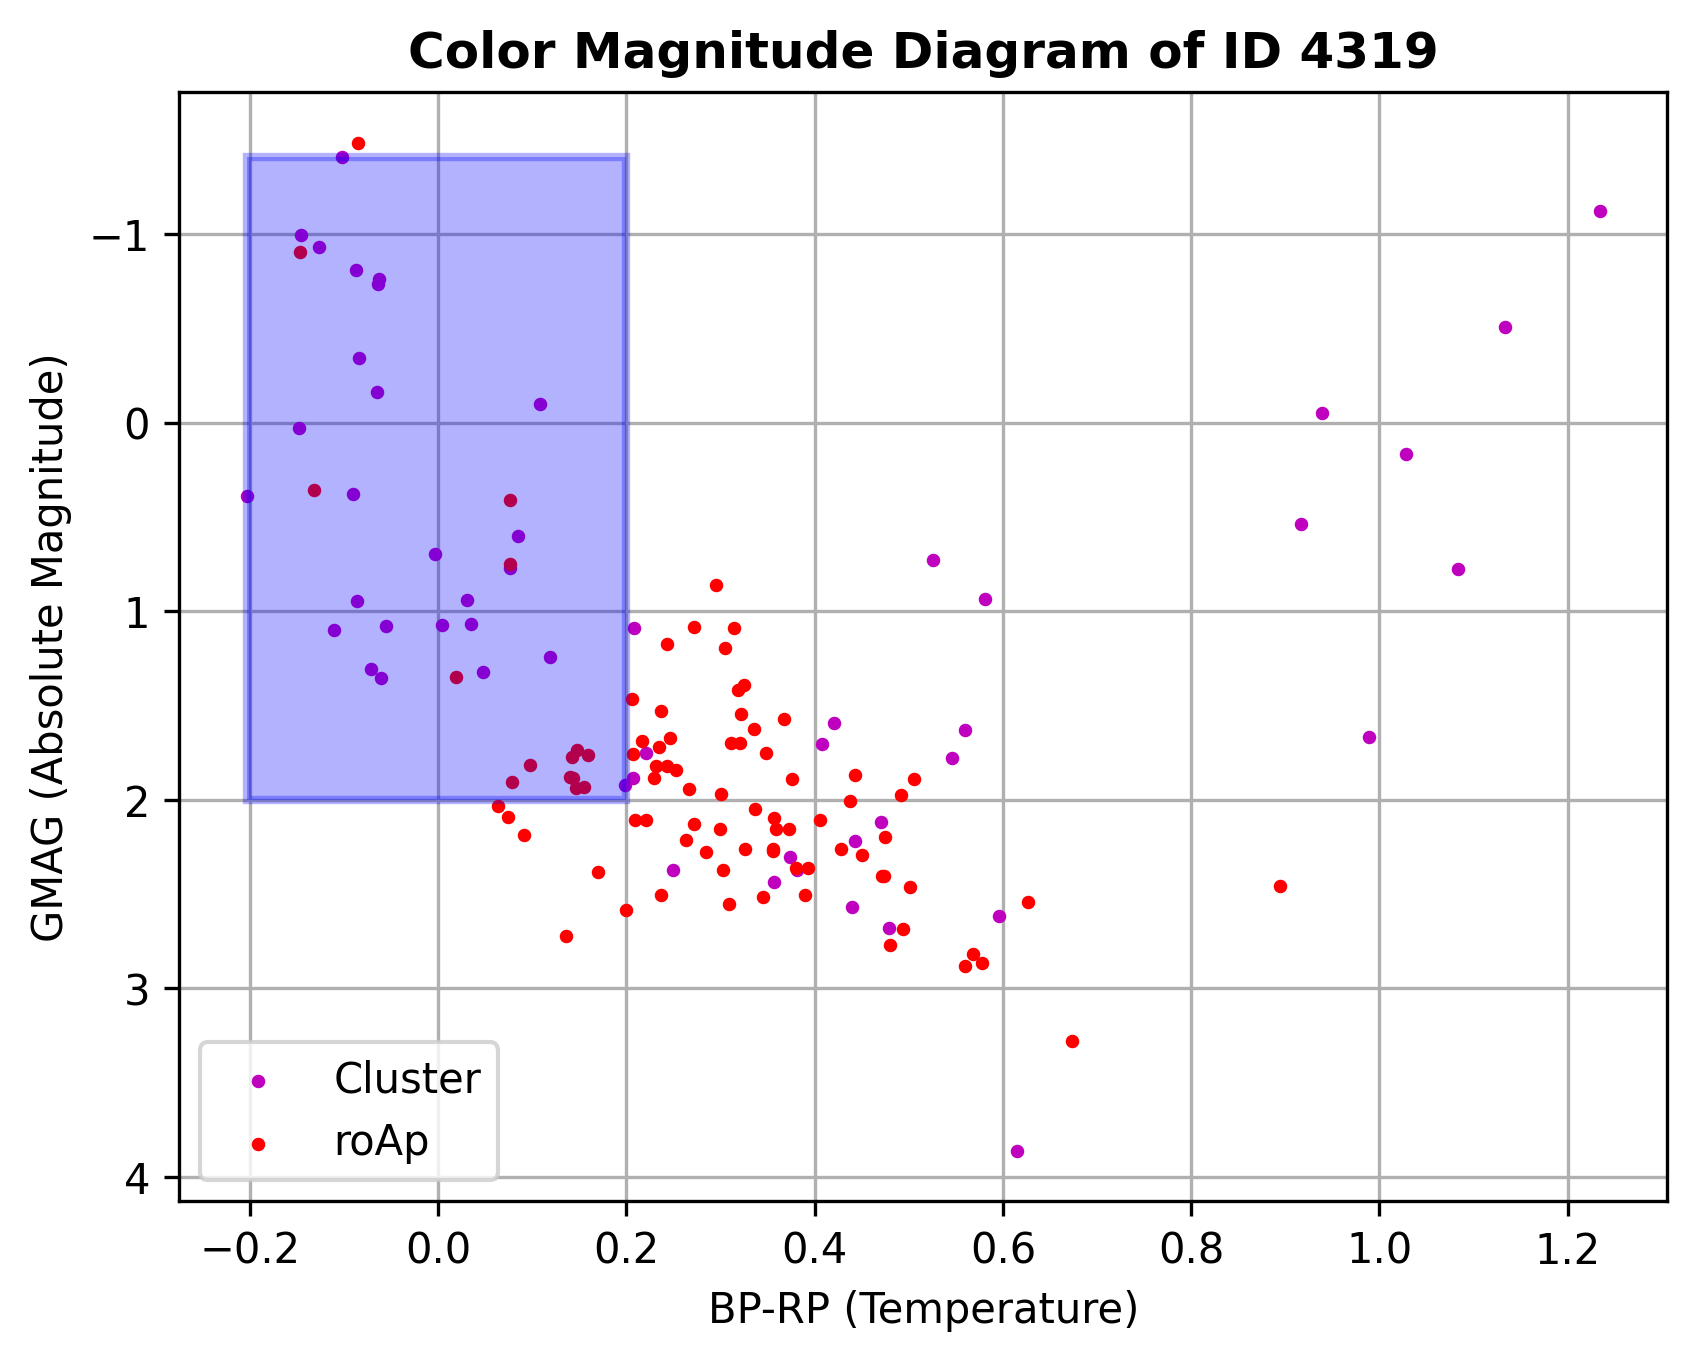 Color Magnitude Diagram of ID 4319
GMAG (Absolute Magnitude)
−1
0
1
2
3
4
Cluster
roAp
−0.2 0.0 0.2 0.4 0.6 0.8 1.0 1.2
BP-RP (Temperature)